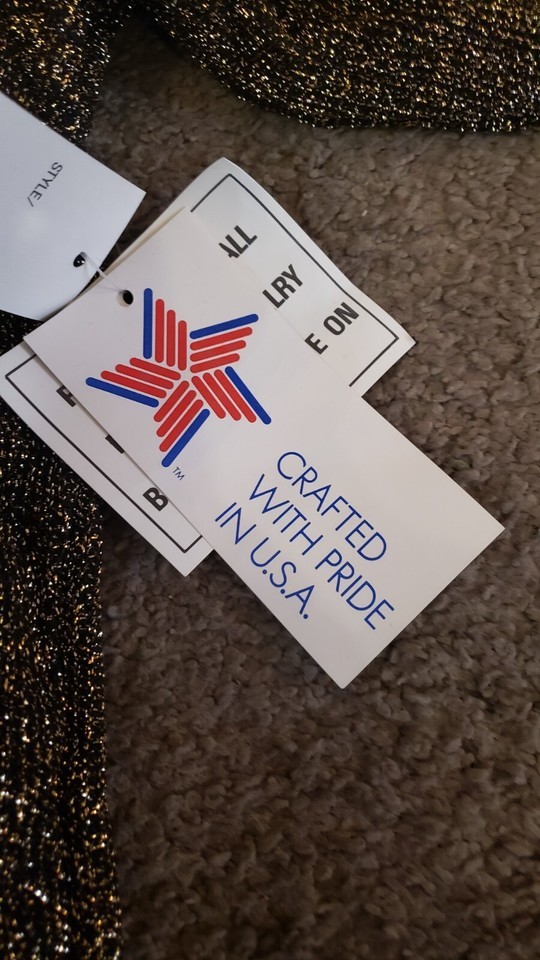 STYLE/
ALL
LRY
E ON
B
TM
CRAFTED
WITH PRIDE
IN U.S.A.